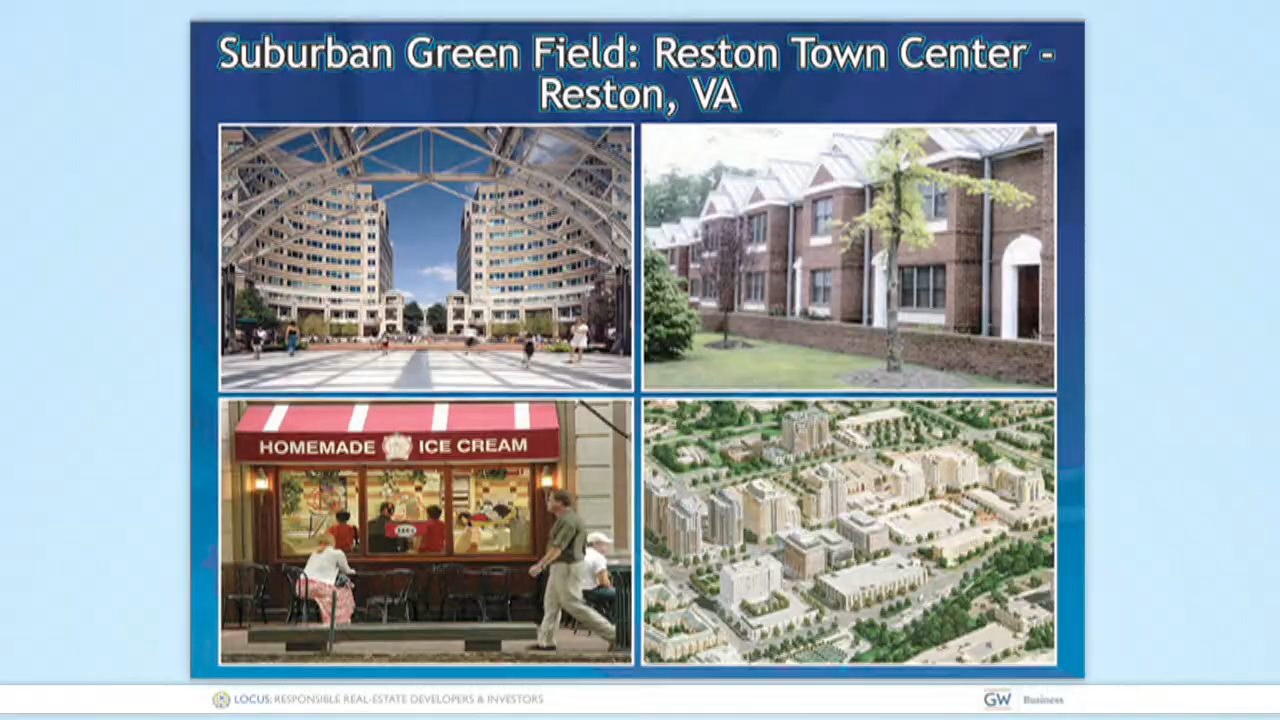 Suburban Green Field: Reston Town Center -
Reston, VA
HOMEMADE ICE CREAM
LOCUS: RESPONSIBLE REAL-ESTATE DEVELOPERS & INVESTORS
GW Business